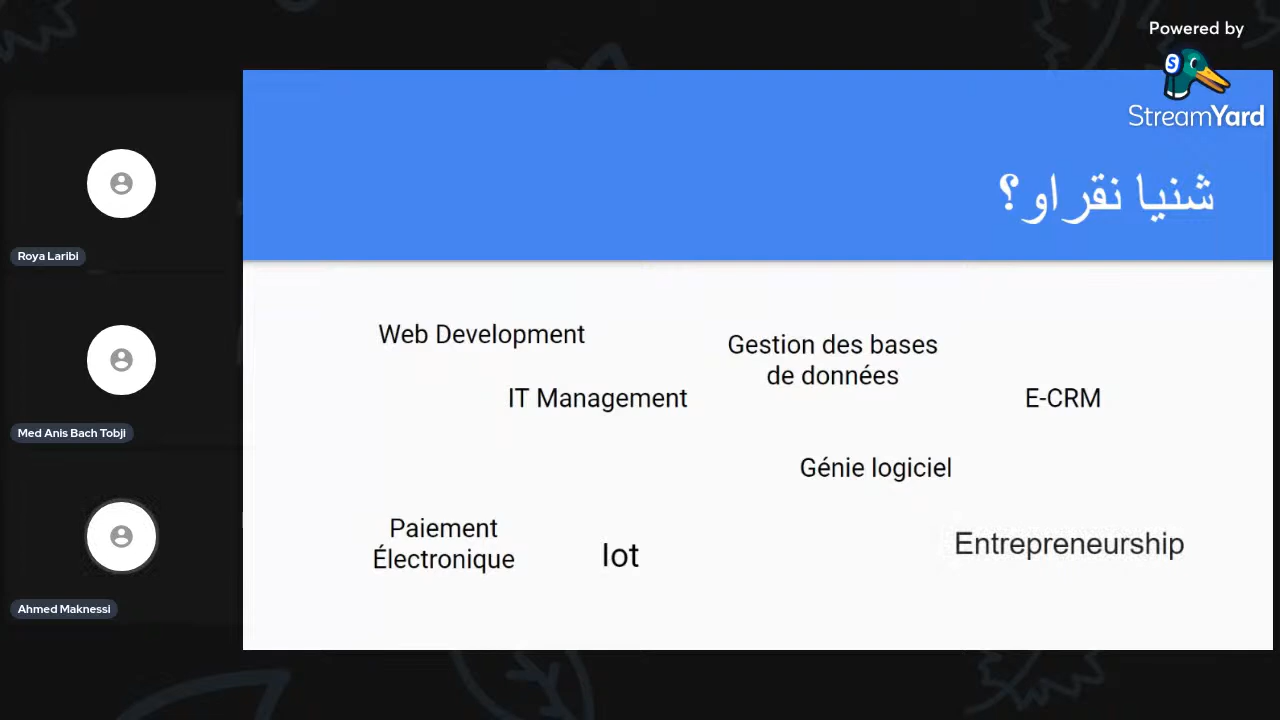 Powered by
StreamYard
شنيا نقراو؟
Roya Laribi
Med Anis Bach Tobji
Ahmed Maknessi
Web Development
Gestion des bases
de données
IT Management
E-CRM
Génie logiciel
Paiement
Électronique
Iot
Entrepreneurship